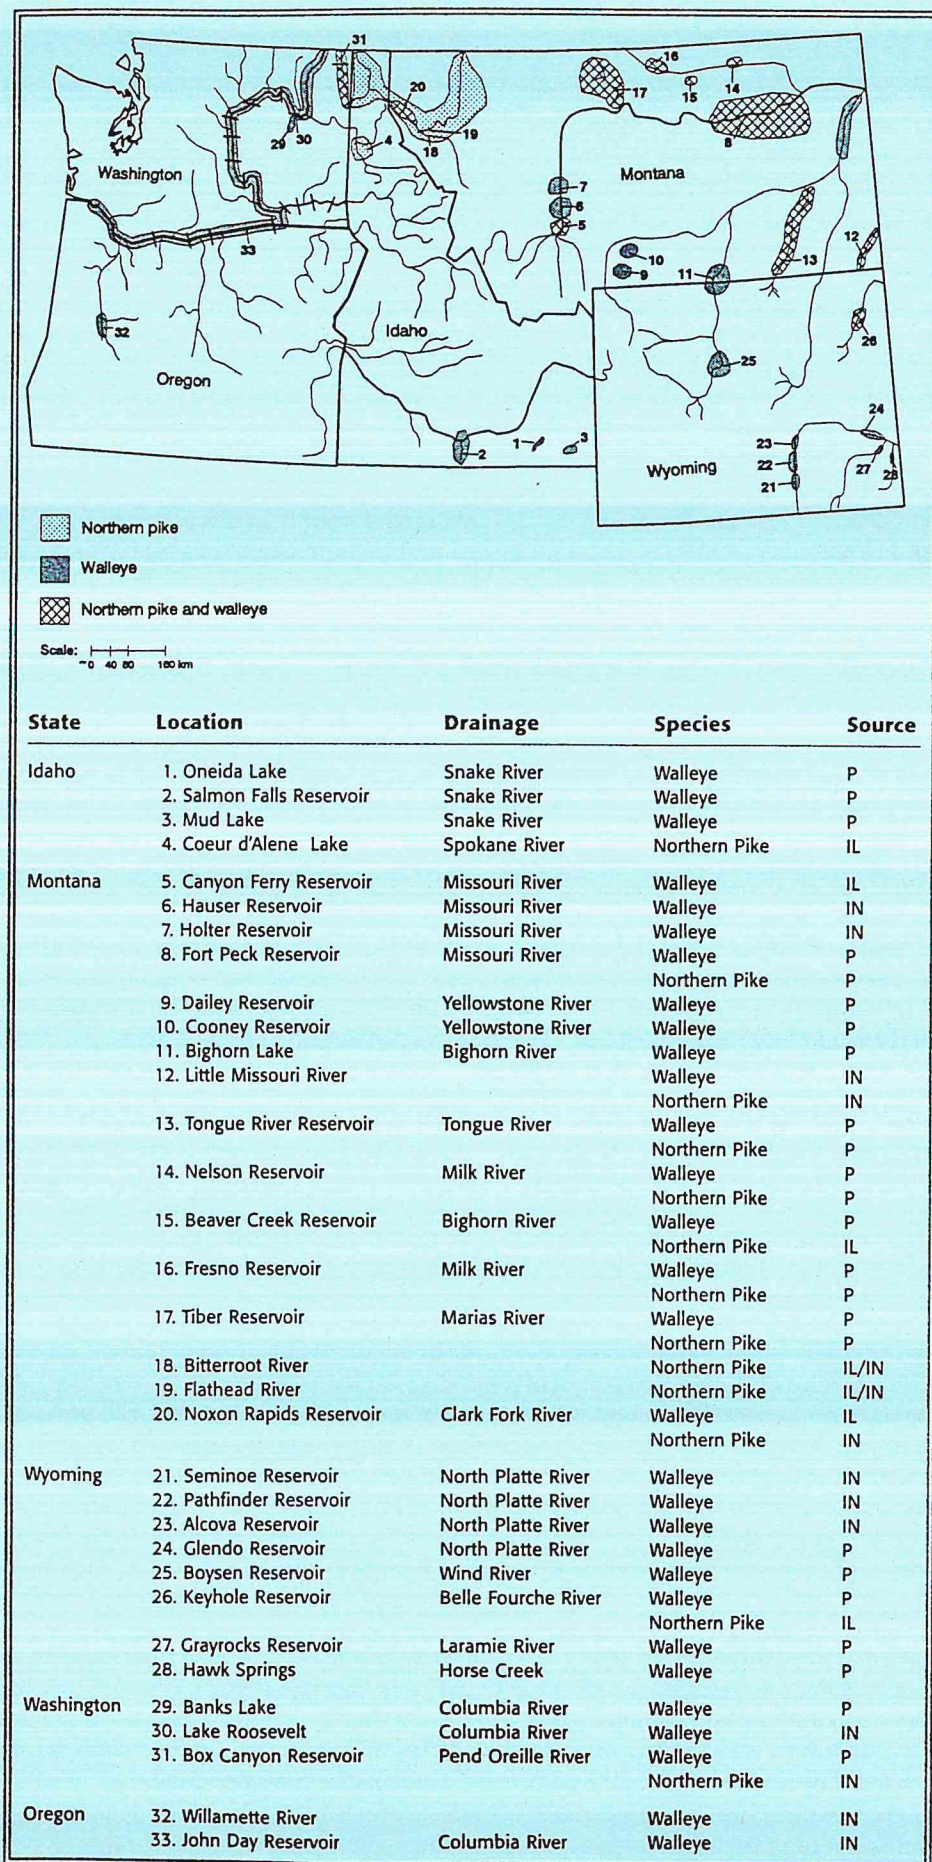 31
16
14
15
17
20
19
18
8
29 30
4
Washington
Montana
7
6
5
33
10
9
11
13
12
32
Idaho
26
25
Oregon
24
1
3
2
23
22
21
27
28
Wyoming
Northern pike
Walleye
Northern pike and walleye
Scale:
~0 40 80 160 km
State Location Drainage Species Source
Idaho 1. Oneida Lake Snake River Walleye P
2. Salmon Falls Reservoir Snake River Walleye P
3. Mud Lake Snake River Walleye P
4. Coeur d'Alene Lake Spokane River Northern Pike IL
Montana 5. Canyon Ferry Reservoir Missouri River Walleye IL
6. Hauser Reservoir Missouri River Walleye IN
7. Holter Reservoir Missouri River Walleye IN
8. Fort Peck Reservoir Missouri River Walleye P
Northern Pike P
9. Dailey Reservoir Yellowstone River Walleye P
10. Cooney Reservoir Yellowstone River Walleye P
11. Bighorn Lake Bighorn River Walleye P
12. Little Missouri River Walleye IN
Northern Pike IN
13. Tongue River Reservoir Tongue River Walleye P
Northern Pike P
14. Nelson Reservoir Milk River Walleye P
Northern Pike P
15. Beaver Creek Reservoir Bighorn River Walleye P
Northern Pike IL
16. Fresno Reservoir Milk River Walleye P
Northern Pike P
17. Tiber Reservoir Marias River Walleye P
Northern Pike P
18. Bitterroot River Northern Pike IL/IN
19. Flathead River Northern Pike IL/IN
20. Noxon Rapids Reservoir Clark Fork River Walleye IL
Northern Pike IN
Wyoming 21. Seminoe Reservoir North Platte River Walleye IN
22. Pathfinder Reservoir North Platte River Walleye IN
23. Alcova Reservoir North Platte River Walleye IN
24. Glendo Reservoir North Platte River Walleye P
25. Boysen Reservoir Wind River Walleye P
26. Keyhole Reservoir Belle Fourche River Walleye P
Northern Pike IL
27. Grayrocks Reservoir Laramie River Walleye P
28. Hawk Springs Horse Creek Walleye P
Washington 29. Banks Lake Columbia River Walleye P
30. Lake Roosevelt Columbia River Walleye IN
31. Box Canyon Reservoir Pend Oreille River Walleye P
Northern Pike IN
Oregon 32. Willamette River Walleye IN
33. John Day Reservoir Columbia River Walleye IN